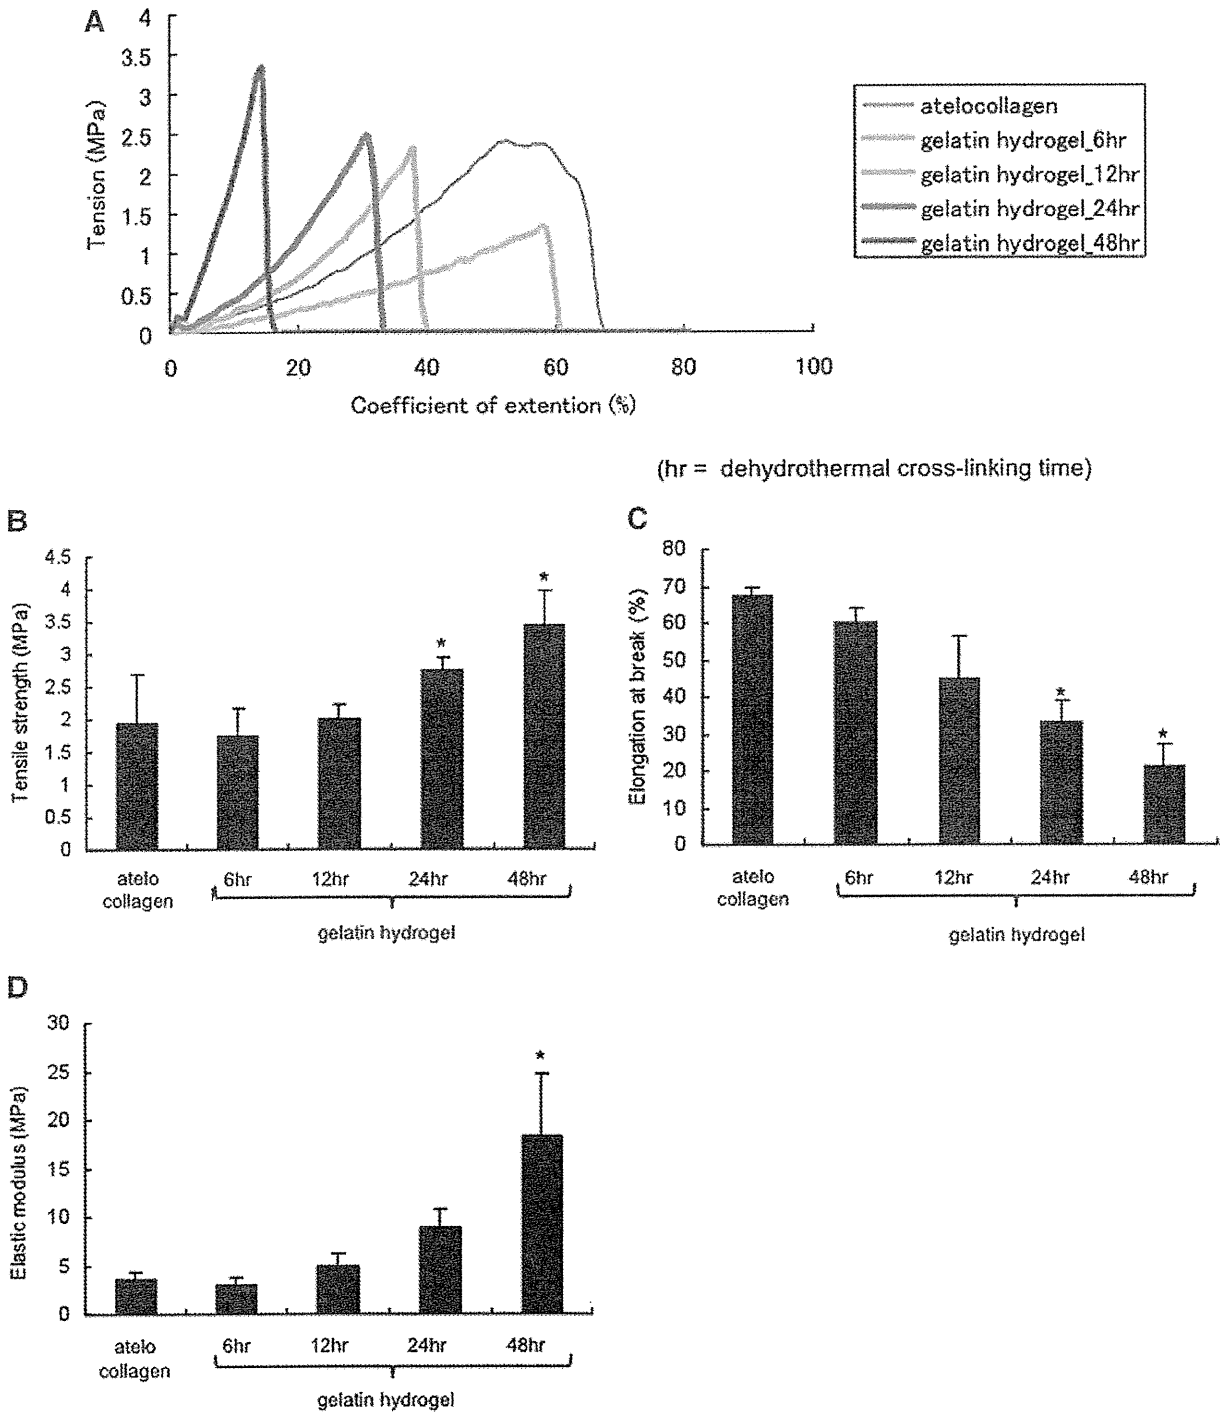 A
4
3.5
3
2.5
2
1.5
1
0.5
0
Tension (MPa)
0 20 40 60 80 100
Coefficient of extention (%)
atelocollagen
gelatin hydrogel_6hr
gelatin hydrogel_12hr
gelatin hydrogel_24hr
gelatin hydrogel_48hr
(hr = dehydrothermal cross-linking time)
B
4.5
4
3.5
3
2.5
2
1.5
1
0.5
0
Tensile strength (MPa)
* *
atelo
collagen
6hr 12hr 24hr 48hr
gelatin hydrogel
C
80
70
60
50
40
30
20
10
0
Elongation at break (%)
* *
atelo
collagen
6hr 12hr 24hr 48hr
gelatin hydrogel
D
30
25
20
15
10
5
0
Elastic modulus (MPa)
*
atelo
collagen
6hr 12hr 24hr 48hr
gelatin hydrogel